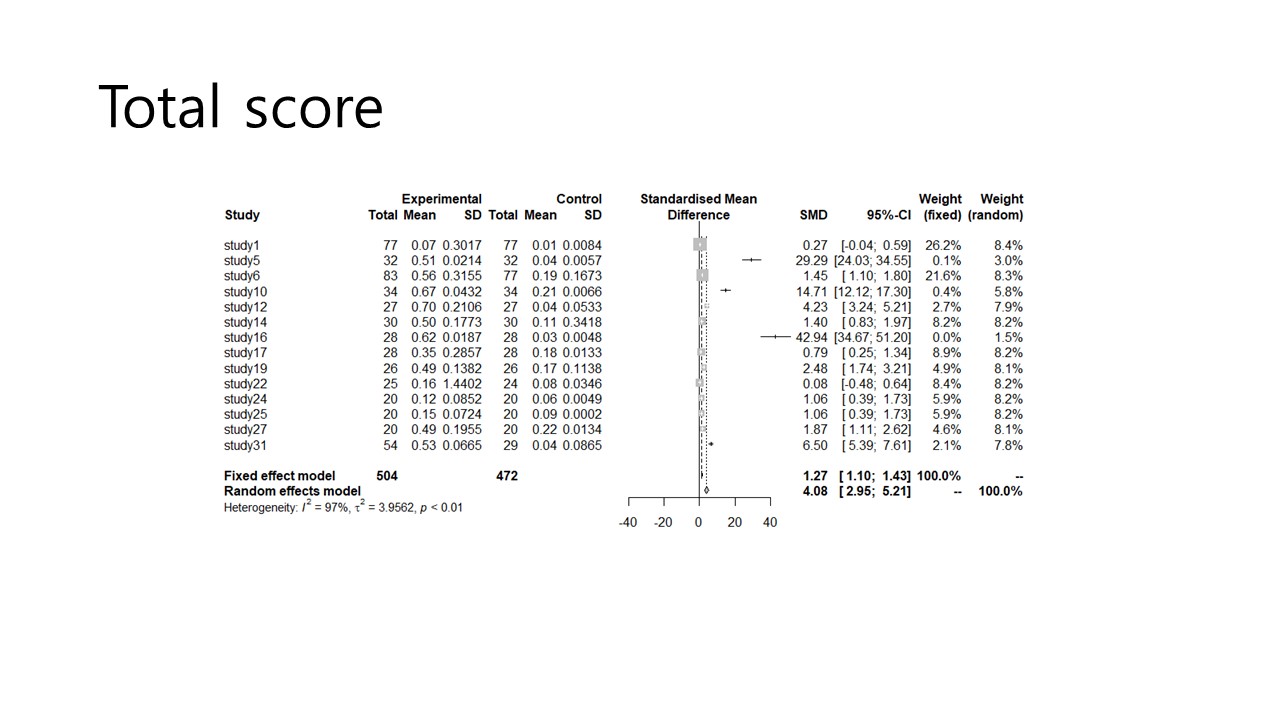 Total score
Experimental Control Standardised Mean Weight Weight
Study Total Mean SD Total Mean SD Difference SMD 95%-CI (fixed) (random)
study1 77 0.07 0.3017 77 0.01 0.0084 0.27 [-0.04; 0.59] 26.2% 8.4%
study5 32 0.51 0.0214 32 0.04 0.0057 29.29 [24.03; 34.55] 0.1% 3.0%
study6 83 0.56 0.3155 77 0.19 0.1673 1.45 [ 1.10; 1.80] 21.6% 8.3%
study10 34 0.67 0.0432 34 0.21 0.0066 14.71 [12.12; 17.30] 0.4% 5.8%
study12 27 0.70 0.2106 27 0.04 0.0533 4.23 [ 3.24; 5.21] 2.7% 7.9%
study14 30 0.50 0.1773 30 0.11 0.3418 1.40 [ 0.83; 1.97] 8.2% 8.2%
study16 28 0.62 0.0187 28 0.03 0.0048 42.94 [34.67; 51.20] 0.0% 1.5%
study17 28 0.35 0.2857 28 0.18 0.0133 0.79 [ 0.25; 1.34] 8.9% 8.2%
study19 26 0.49 0.1382 26 0.17 0.1138 2.48 [ 1.74; 3.21] 4.9% 8.1%
study22 25 0.16 1.4402 24 0.08 0.0346 0.08 [-0.48; 0.64] 8.4% 8.2%
study24 20 0.12 0.0852 20 0.06 0.0049 1.06 [ 0.39; 1.73] 5.9% 8.2%
study25 20 0.15 0.0724 20 0.09 0.0002 1.06 [ 0.39; 1.73] 5.9% 8.2%
study27 20 0.49 0.1955 20 0.22 0.0134 1.87 [ 1.11; 2.62] 4.6% 8.1%
study31 54 0.53 0.0665 29 0.04 0.0865 6.50 [ 5.39; 7.61] 2.1% 7.8%
Fixed effect model 504 472 1.27 [ 1.10; 1.43] 100.0% --
Random effects model 4.08 [ 2.95; 5.21] -- 100.0%
Heterogeneity: I² = 97%, τ² = 3.9562, p < 0.01
-40 -20 0 20 40